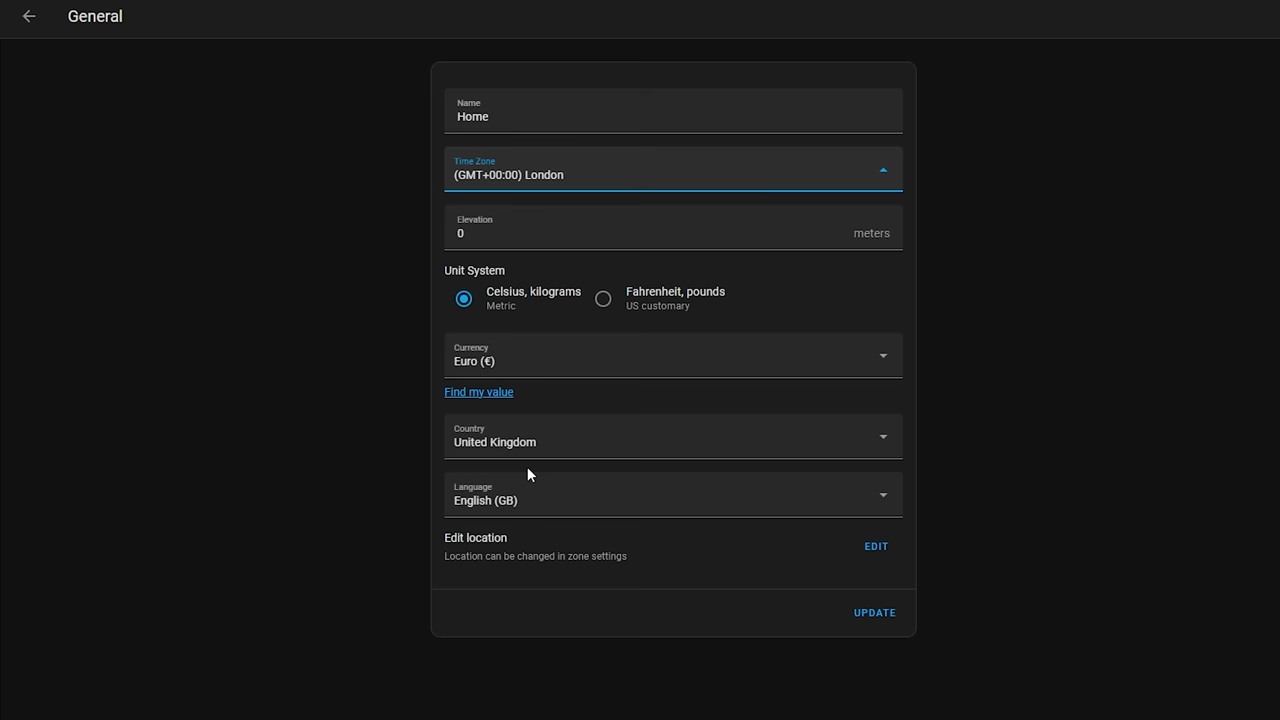 General
Name
Home
Time Zone
(GMT+00:00) London
Elevation
0
meters
Unit System
Celsius, kilograms
Metric
Fahrenheit, pounds
US customary
Currency
Euro (€)
Find my value
Country
United Kingdom
Language
English (GB)
Edit location
Location can be changed in zone settings
EDIT
UPDATE